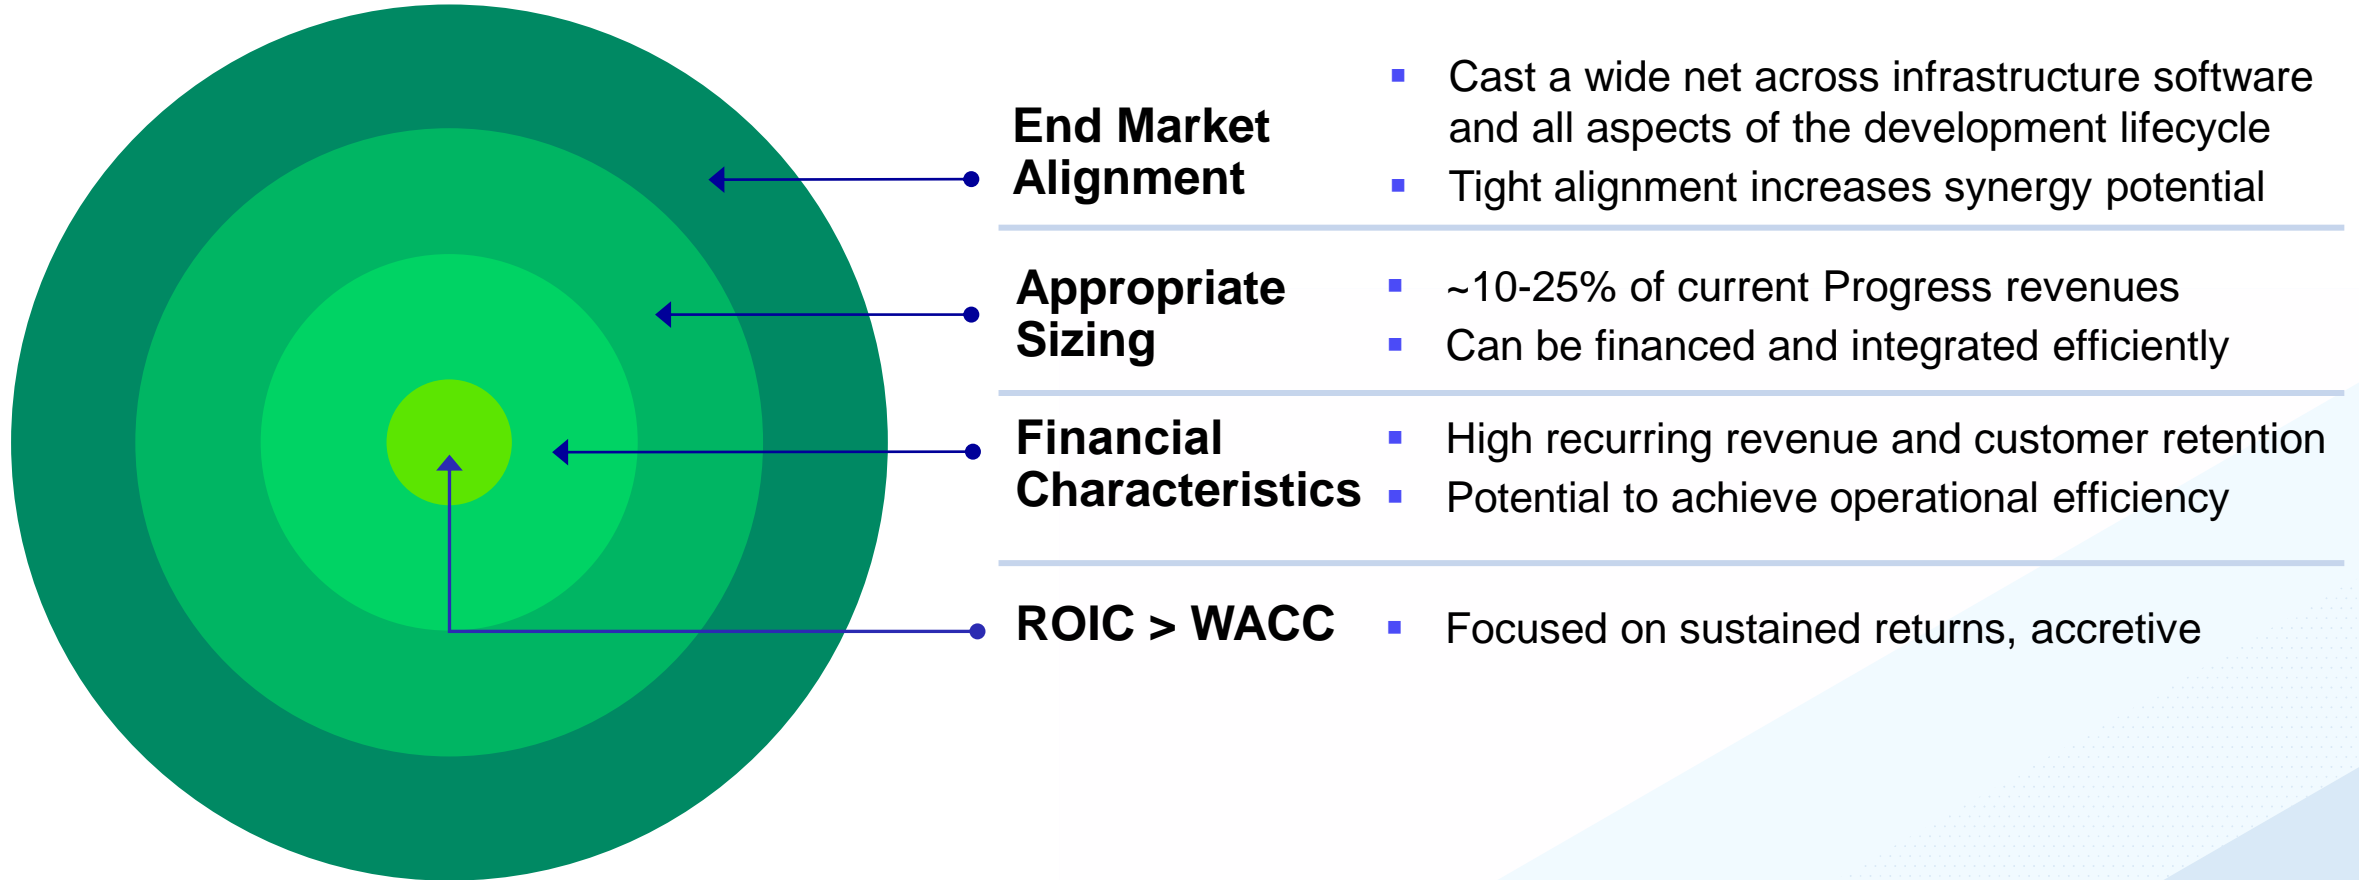 End Market
Alignment
▪ Cast a wide net across infrastructure software
and all aspects of the development lifecycle
▪ Tight alignment increases synergy potential
Appropriate
Sizing
▪ ~10-25% of current Progress revenues
▪ Can be financed and integrated efficiently
Financial
Characteristics
▪ High recurring revenue and customer retention
▪ Potential to achieve operational efficiency
ROIC > WACC
▪ Focused on sustained returns, accretive